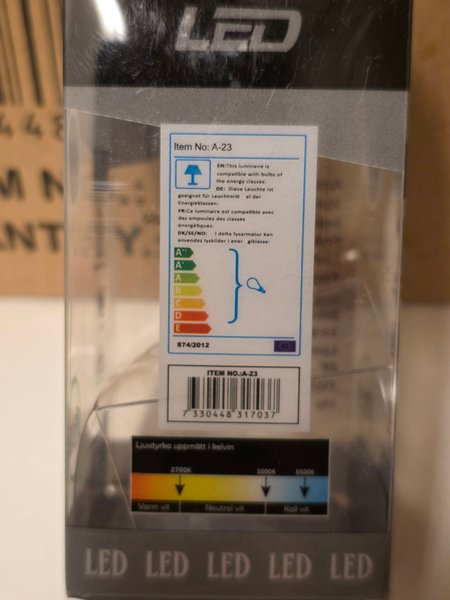 LED
Item No: A-23
EN:This luminaire is
compatible with bulbs of
the energy classes:
DE: Diese Leuchte ist
geeignet für Leuchtmitt et der
Energieklassen:
FR:Ce luminaire est compatible avec
des ampoules des classes
énergétiques:
DK/SE/NO: I dette lysarmatur kan
anvendes lyskilder i ener giklasse:
A++
A+
A
B
C
D
E
874/2012
ITEM NO.:A-23
7 330448 317037
Ljustyrka uppmätt i kelvin
2700K 5000K 6500K
Varm vit Neutral vit Kall vit
LED LED LED LED LED